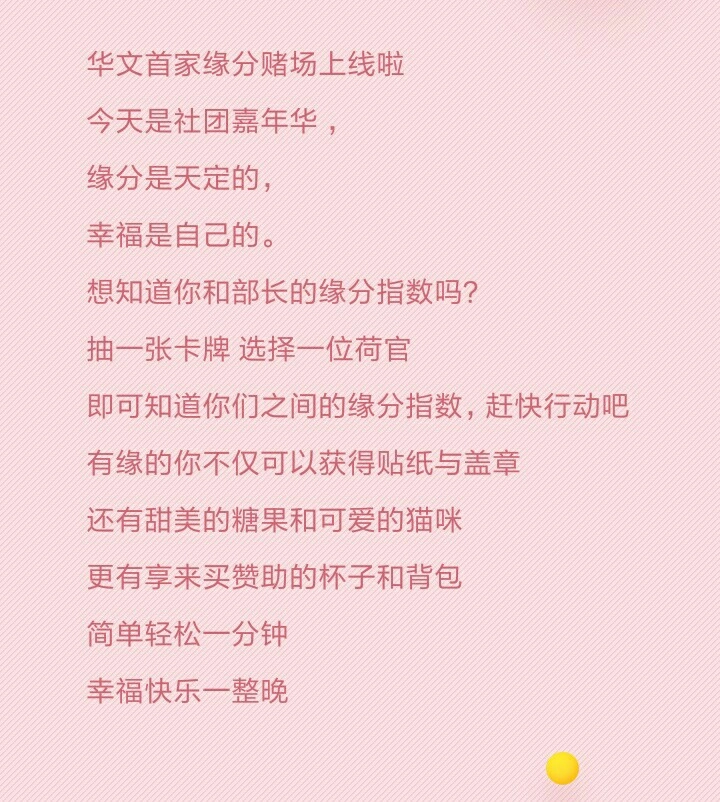 华文首家缘分赌场上线啦
今天是社团嘉年华，
缘分是天定的，
幸福是自己的。
想知道你和部长的缘分指数吗？
抽一张卡牌 选择一位荷官
即可知道你们之间的缘分指数，赶快行动吧
有缘的你不仅可以获得贴纸与盖章
还有甜美的糖果和可爱的猫咪
更有享来买赞助的杯子和背包
简单轻松一分钟
幸福快乐一整晚